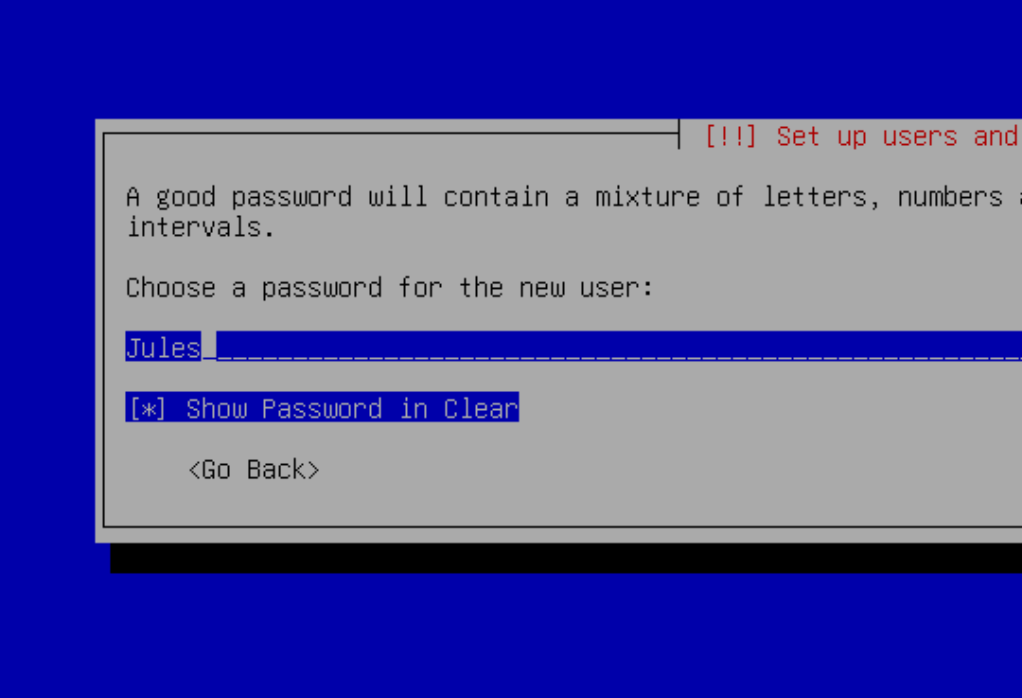 [!!] Set up users and
A good password will contain a mixture of letters, numbers
intervals.
Choose a password for the new user:
Jules
[*] Show Password in Clear
<Go Back>